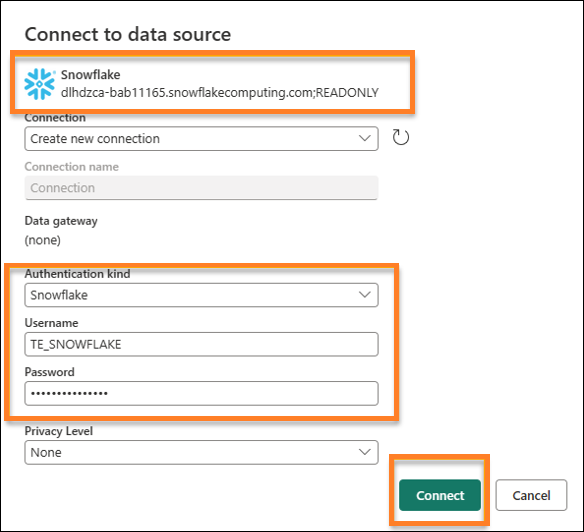 Connect to data source
Snowflake
dlhdzca-bab11165.snowflakecomputing.com;READONLY
Connection
Create new connection
Connection name
Connection
Data gateway
(none)
Authentication kind
Snowflake
Username
TE_SNOWFLAKE
Password
•••••••••••••••
Privacy Level
None
Connect
Cancel